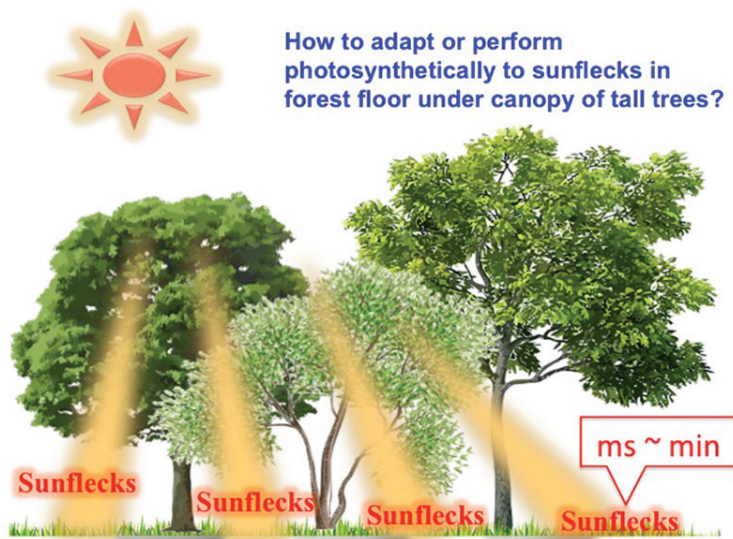 How to adapt or perform
photosynthetically to sunflecks in
forest floor under canopy of tall trees?
ms ~ min
Sunflecks
Sunflecks
Sunflecks
Sunflecks